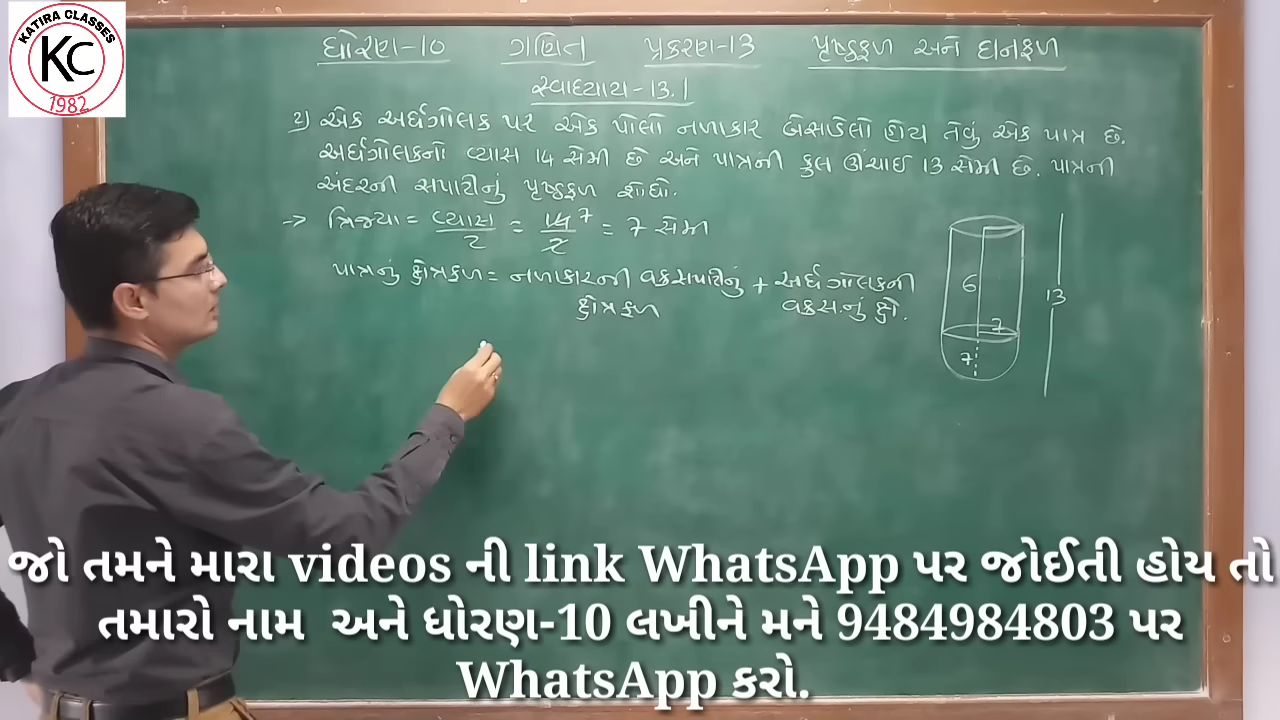 KATIRA CLASSES
KC
1982
ધોરણ-૧૦ ગણિત પ્રકરણ-13 પૃષ્ઠફળ અને ઘનફળ
સ્વાધ્યાય-13.1
૨) એક અર્ધગોલક પર એક પોલો નળાકાર બેસાડેલો હોય તેવું એક પાત્ર છે.
અર્ધગોલકનો વ્યાસ 14 સેમી છે અને પાત્રની કુલ ઊંચાઈ 13 સેમી છે. પાત્રની
અંદરની સપાટીનું પૃષ્ઠફળ શોધો.
→ ત્રિજ્યા = વ્યાસ/2 = 14/2 7 = 7 સેમી
પાત્રનું ક્ષેત્રફળ = નળાકારની વક્રસપાટીનું + અર્ધગોલકની
ક્ષેત્રફળ વક્રસ.નું ક્ષે.
6
13
7
7
જો તમને મારા videos ની link WhatsApp પર જોઈતી હોય તો
તમારો નામ અને ધોરણ-10 લખીને મને 9484984803 પર
WhatsApp કરો.